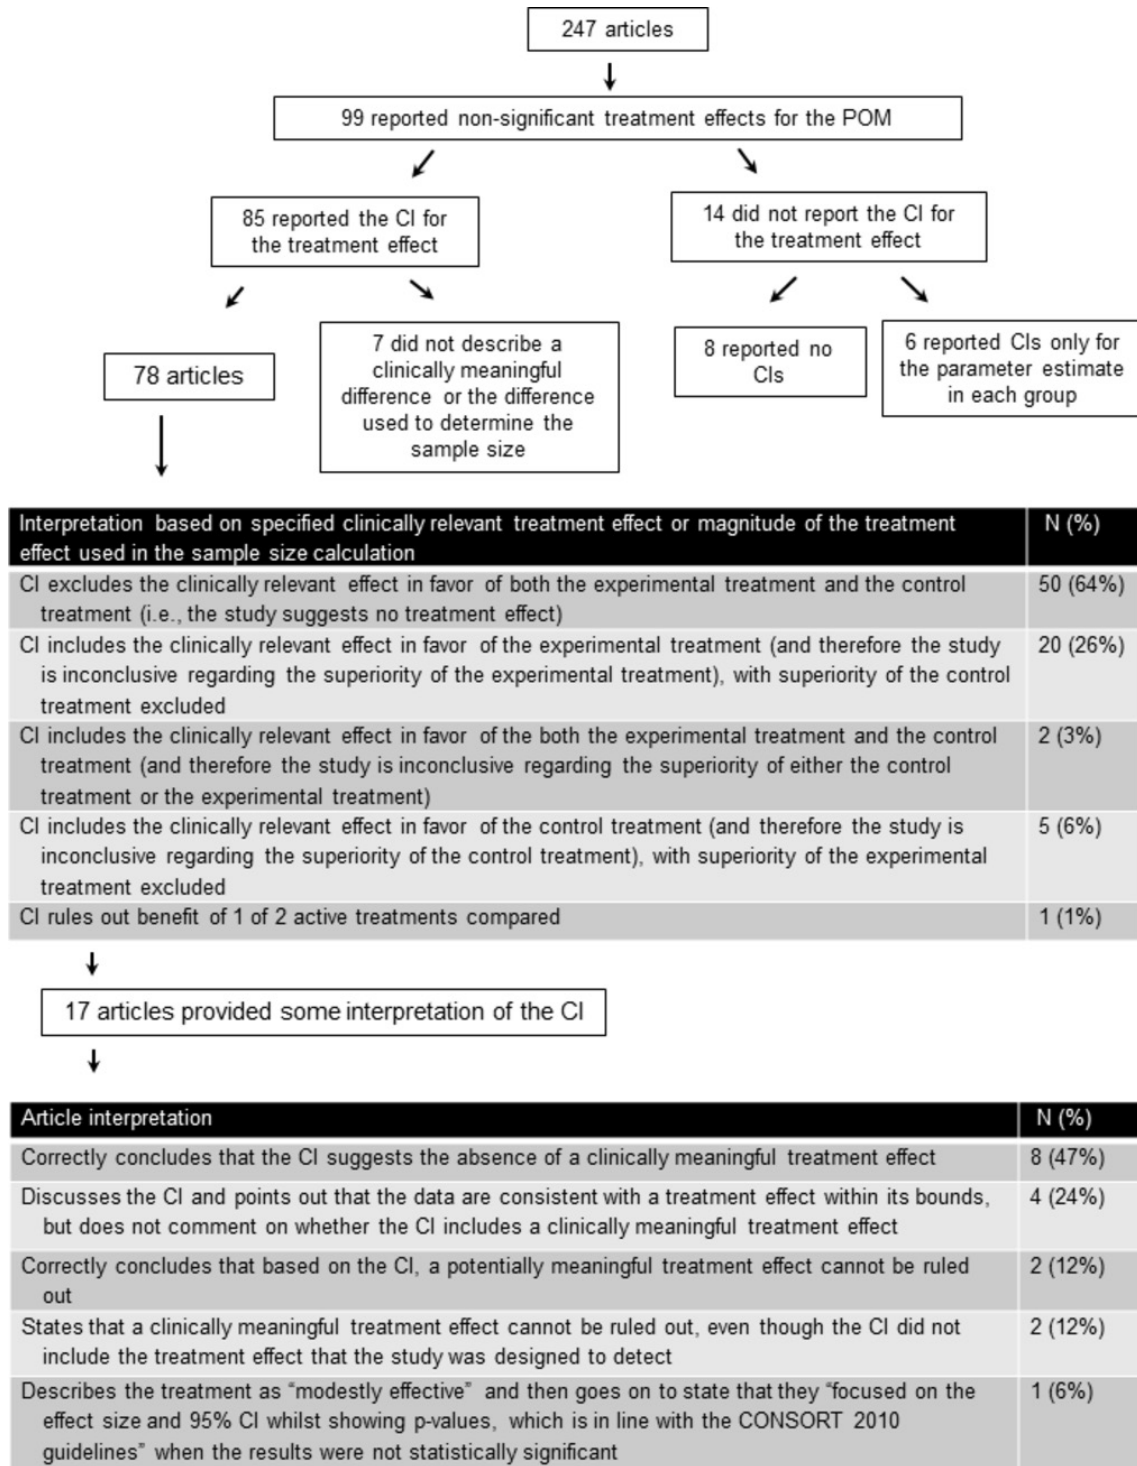 247 articles
99 reported non-significant treatment effects for the POM
85 reported the CI for
the treatment effect
14 did not report the CI for
the treatment effect
78 articles
7 did not describe a
clinically meaningful
difference or the difference
used to determine the
sample size
8 reported no
CIs
6 reported CIs only for
the parameter estimate
in each group
Interpretation based on specified clinically relevant treatment effect or magnitude of the treatment
effect used in the sample size calculation
N (%)
CI excludes the clinically relevant effect in favor of both the experimental treatment and the control
treatment (i.e., the study suggests no treatment effect)
50 (64%)
CI includes the clinically relevant effect in favor of the experimental treatment (and therefore the study
is inconclusive regarding the superiority of the experimental treatment), with superiority of the control
treatment excluded
20 (26%)
CI includes the clinically relevant effect in favor of the both the experimental treatment and the control
treatment (and therefore the study is inconclusive regarding the superiority of either the control
treatment or the experimental treatment)
2 (3%)
CI includes the clinically relevant effect in favor of the control treatment (and therefore the study is
inconclusive regarding the superiority of the control treatment), with superiority of the experimental
treatment excluded
5 (6%)
CI rules out benefit of 1 of 2 active treatments compared
1 (1%)
17 articles provided some interpretation of the CI
Article interpretation
N (%)
Correctly concludes that the CI suggests the absence of a clinically meaningful treatment effect
8 (47%)
Discusses the CI and points out that the data are consistent with a treatment effect within its bounds,
but does not comment on whether the CI includes a clinically meaningful treatment effect
4 (24%)
Correctly concludes that based on the CI, a potentially meaningful treatment effect cannot be ruled
out
2 (12%)
States that a clinically meaningful treatment effect cannot be ruled out, even though the CI did not
include the treatment effect that the study was designed to detect
2 (12%)
Describes the treatment as “modestly effective” and then goes on to state that they “focused on the
effect size and 95% CI whilst showing p-values, which is in line with the CONSORT 2010
guidelines” when the results were not statistically significant
1 (6%)